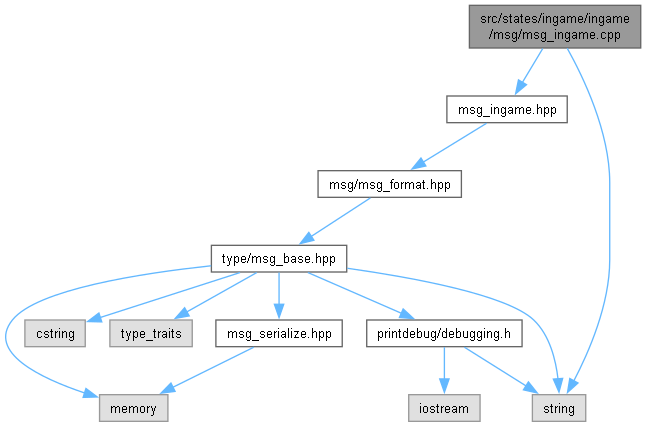 src/states/ingame/ingame
/msg/msg_ingame.cpp
msg_ingame.hpp
msg/msg_format.hpp
type/msg_base.hpp
cstring
type_traits
msg_serialize.hpp
printdebug/debugging.h
memory
iostream
string